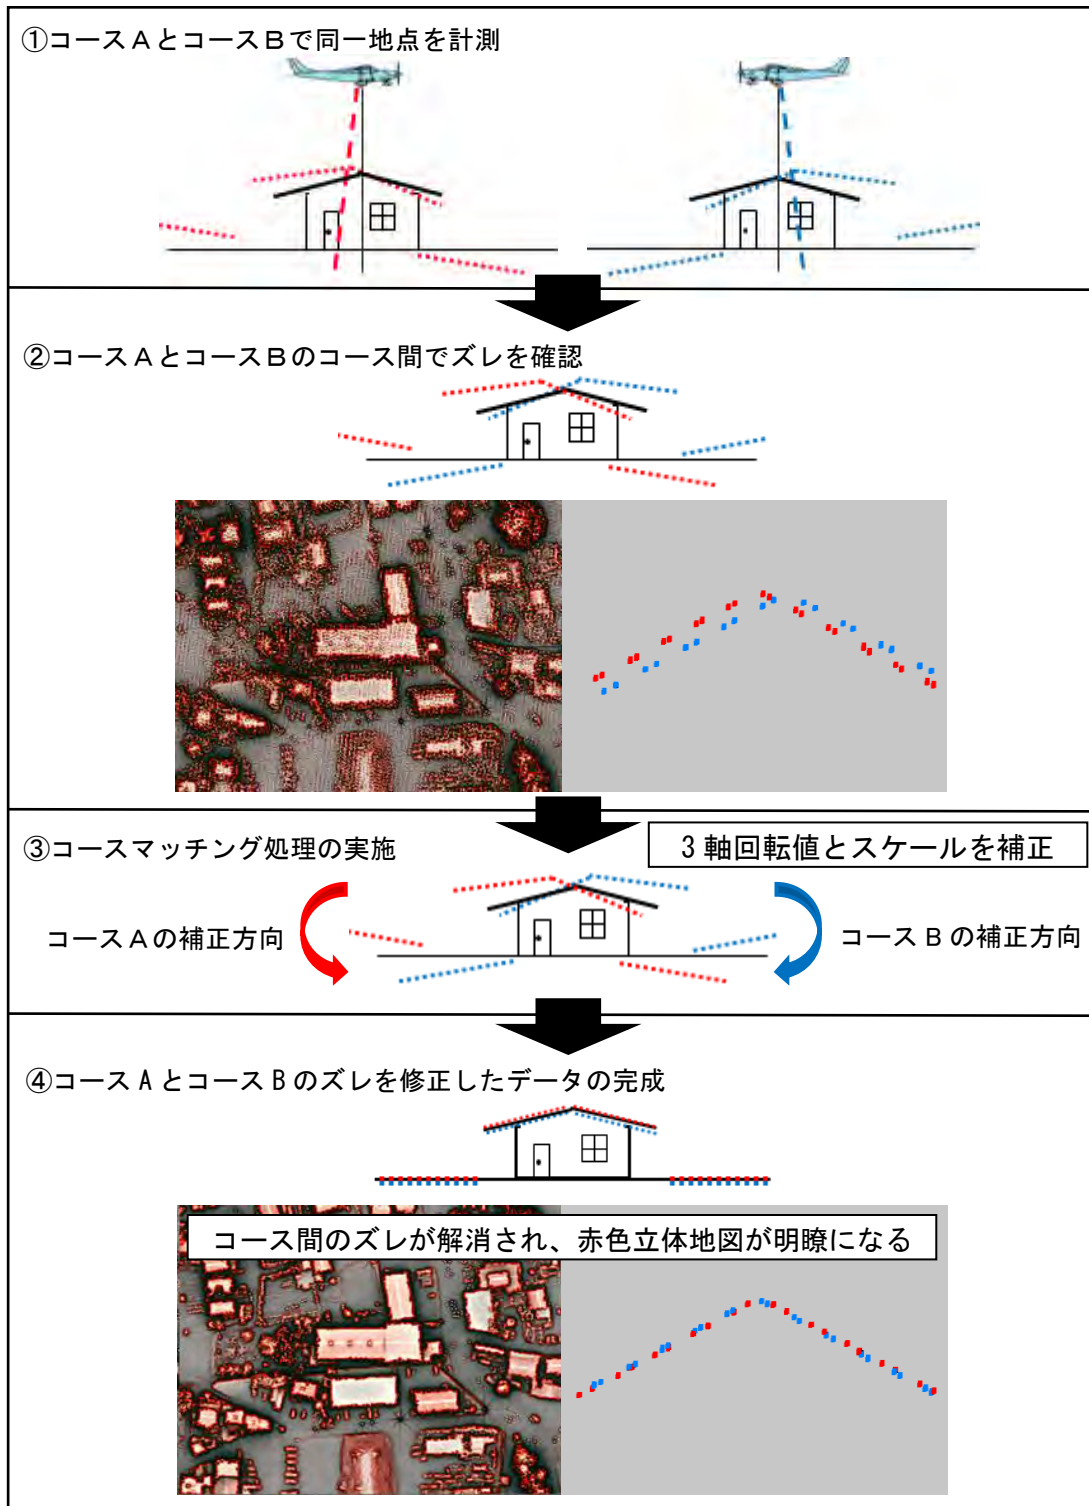 ①コースAとコースBで同一地点を計測
②コースAとコースBのコース間でズレを確認
③コースマッチング処理の実施
3軸回転値とスケールを補正
コースAの補正方向
コースBの補正方向
④コースAとコースBのズレを修正したデータの完成
コース間のズレが解消され、赤色立体地図が明瞭になる